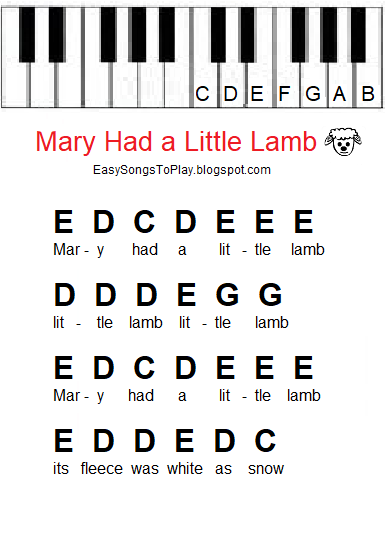 C D E F G A B
Mary Had a Little Lamb
EasySongsToPlay.blogspot.com
E D C D E E E
Mar - y had a lit - tle lamb
D D D E G G
lit - tle lamb lit - tle lamb
E D C D E E E
Mar - y had a lit - tle lamb
E D D E D C
its fleece was white as snow